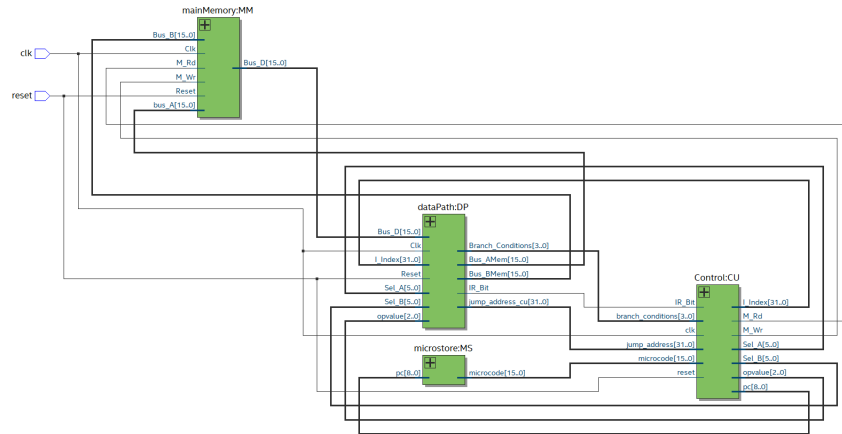 mainMemory:MM
Bus_B[15..0]
Clk
M_Rd
M_Wr
Reset
bus_A[15..0]
Bus_D[15..0]
clk
reset
dataPath:DP
Bus_D[15..0]
Clk
I_Index[31..0]
Reset
Sel_A[5..0]
Sel_B[5..0]
opvalue[2..0]
Branch_Conditions[3..0]
Bus_AMem[15..0]
Bus_BMem[15..0]
IR_Bit
jump_address_cu[31..0]
microstore:MS
pc[8..0]
microcode[15..0]
Control:CU
IR_Bit
branch_conditions[3..0]
clk
jump_address[31..0]
microcode[15..0]
reset
I_Index[31..0]
M_Rd
M_Wr
Sel_A[5..0]
Sel_B[5..0]
opvalue[2..0]
pc[8..0]